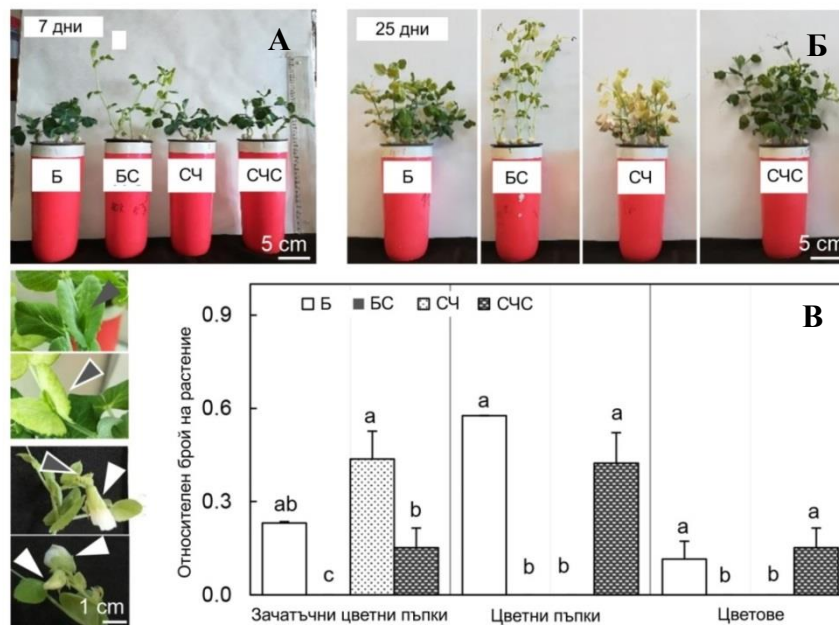 7 дни
А
Б
БС
СЧ
СЧС
5 cm
25 дни
Б
Б
БС
СЧ
СЧС
5 cm
1 cm
Относителен брой на растение
Б БС СЧ СЧС
В
0.9
0.6
0.3
0.0
ab
c
a
b
a
b
b
a
a
b
b
a
Зачатъчни цветни пъпки
Цветни пъпки
Цветове